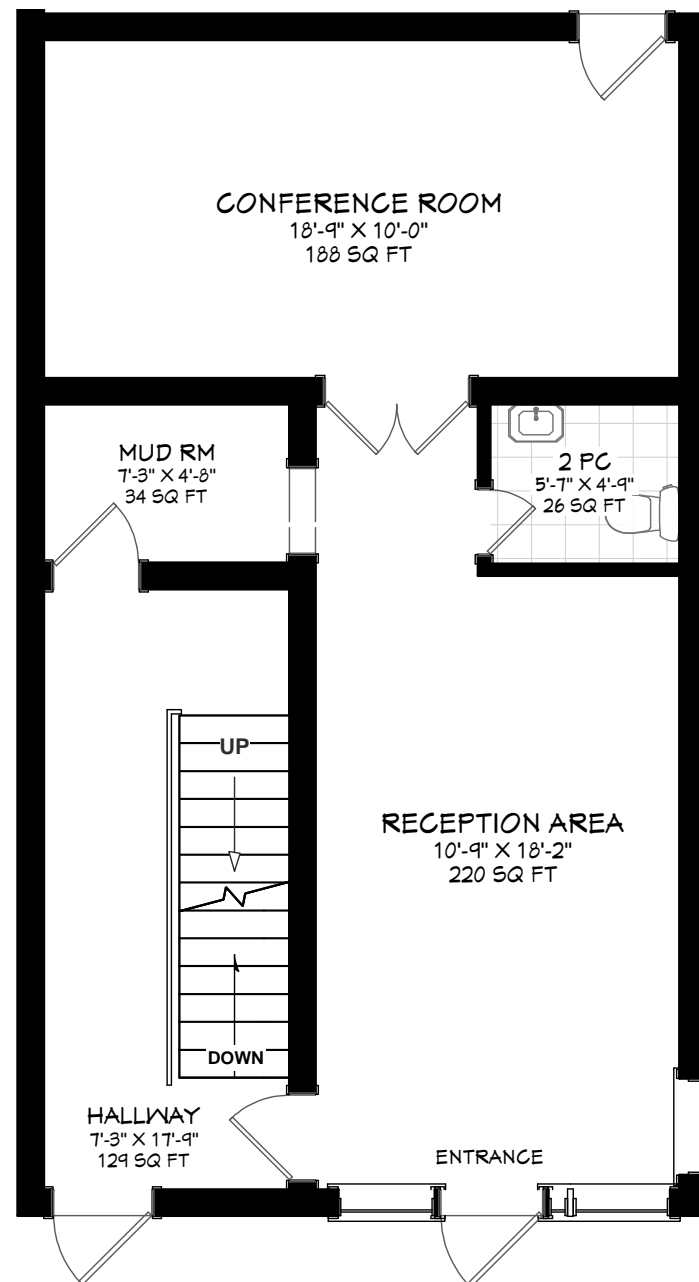 CONFERENCE ROOM
18'-9" X 10'-0"
188 SQ FT
MUD RM
7'-3" X 4'-8"
34 SQ FT
2 PC
5'-7" X 4'-9"
26 SQ FT
UP
RECEPTION AREA
10'-9" X 18'-2"
220 SQ FT
DOWN
HALLWAY
7'-3" X 17'-9"
129 SQ FT
ENTRANCE